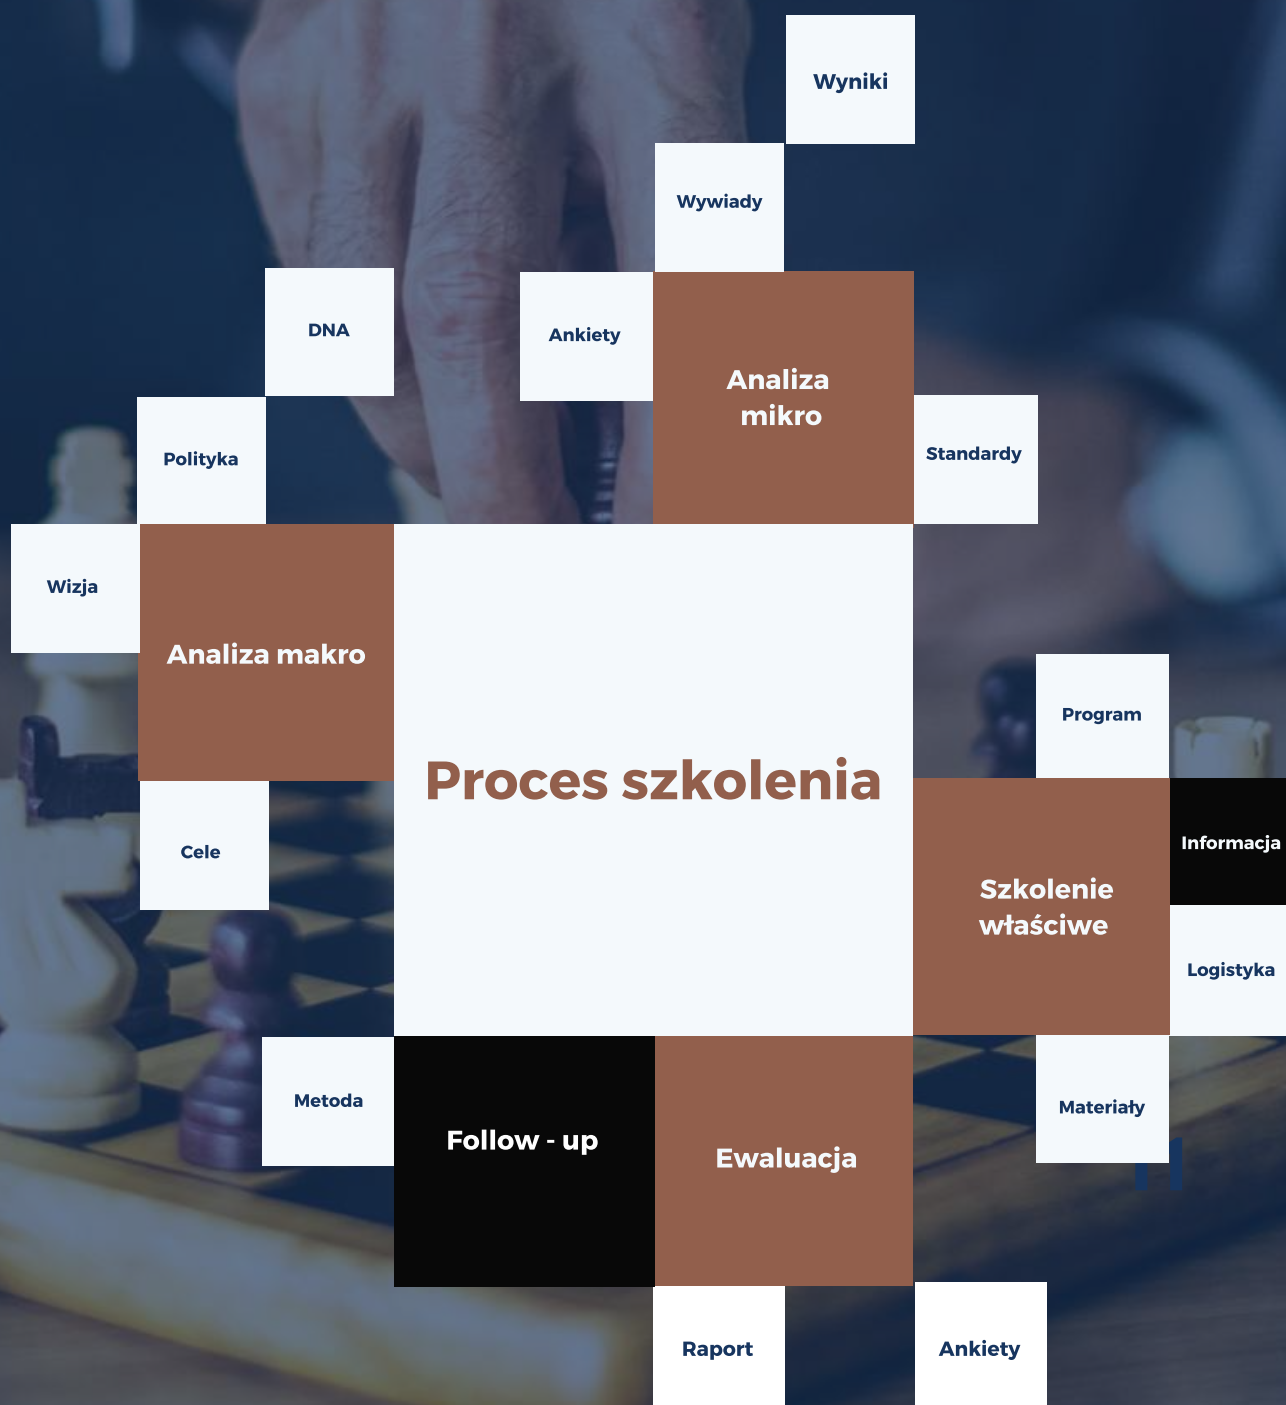 Wyniki
Wywiady
DNA
Ankiety
Analiza
mikro
Polityka
Standardy
Wizja
Analiza makro
Program
Proces szkolenia
Informacja
Cele
Szkolenie
właściwe
Logistyka
Metoda
Materiały
Follow - up
Ewaluacja
Raport
Ankiety